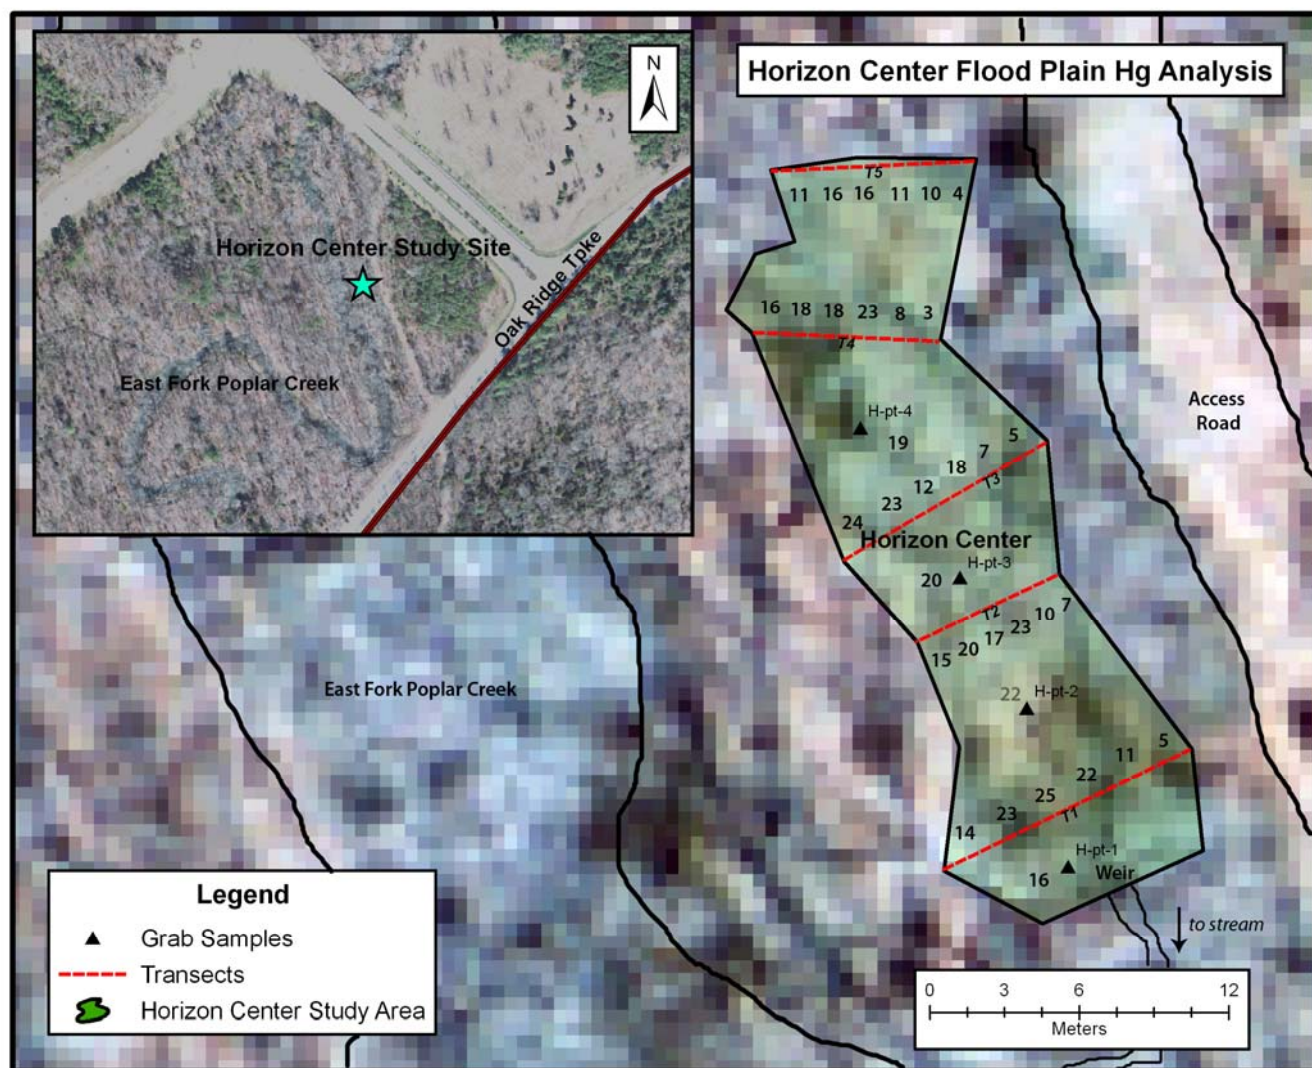 Horizon Center Flood Plain Hg Analysis
N
Horizon Center Study Site
Oak Ridge Tpke
East Fork Poplar Creek
T5
11 16 16 11 10 4
16 18 18 23 8 3
T4
Access
Road
H-pt-4
19
5
7
18
12
23
24
T3
Horizon Center
H-pt-3
20
T2
7
10
23
17
20
15
East Fork Poplar Creek
22 H-pt-2
5
11
22
25
23
14
T1
H-pt-1
16
Weir
to stream
Legend
Grab Samples
Transects
Horizon Center Study Area
0 3 6 12
Meters